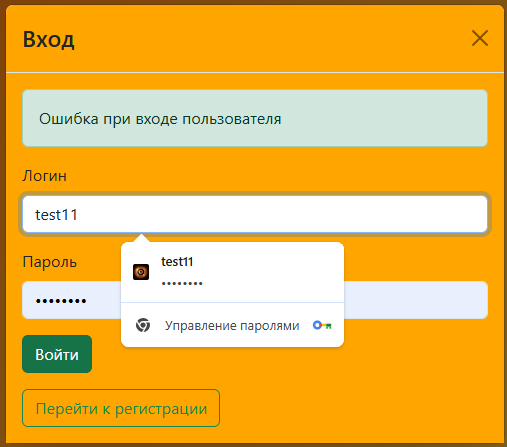 Вход
Ошибка при входе пользователя
Логин
test11
Пароль
test11
••••••••
••••••••
Управление паролями
Войти
Перейти к регистрации